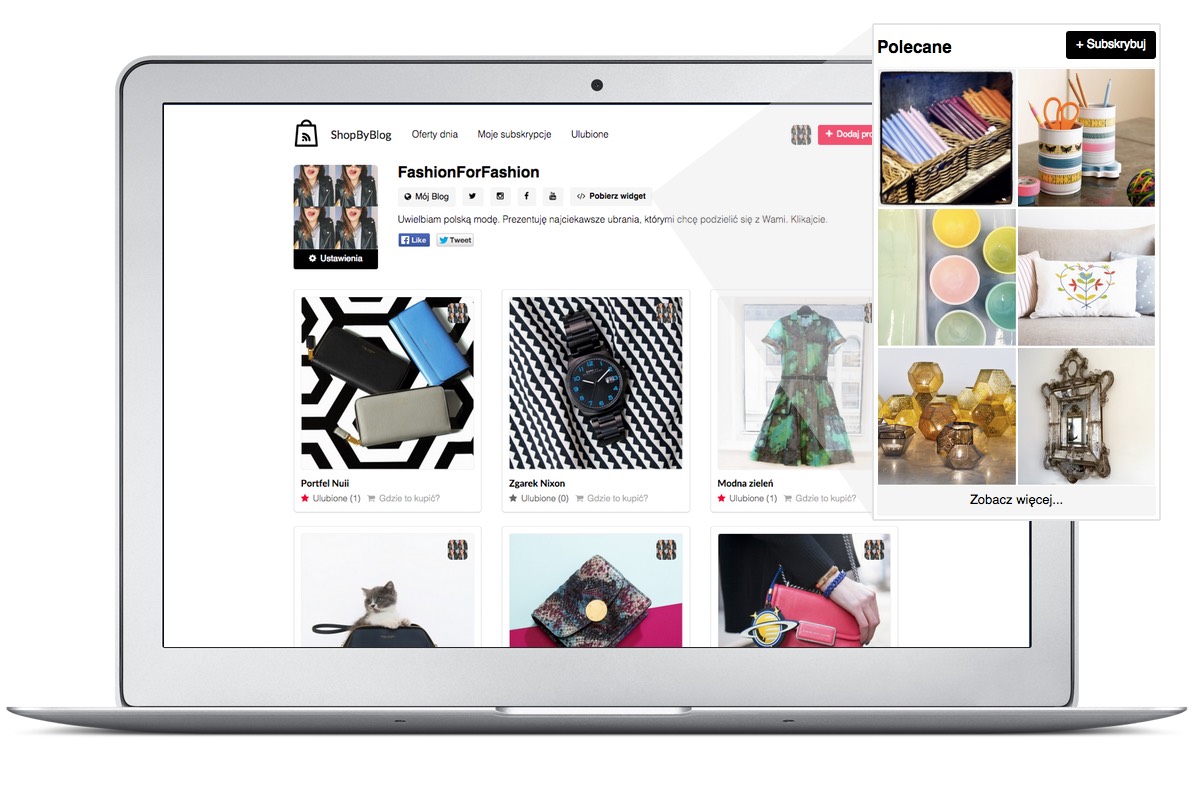 Polecane
+ Subskrybuj
ShopByBlog
Oferty dnia
Moje subskrypcje
Ulubione
+ Dodaj pro
FashionForFashion
Mój Blog
</> Pobierz widget
Uwielbiam polską modę. Prezentuję najciekawsze ubrania, którymi chcę podzielić się z Wami. Klikajcie.
Like
Tweet
Ustawienia
Portfel Nuii
Ulubione (1) Gdzie to kupić?
Zgarek Nixon
Ulubione (0) Gdzie to kupić?
Modna zieleń
Ulubione (1) Gdzie to kupić?
Zobacz więcej...